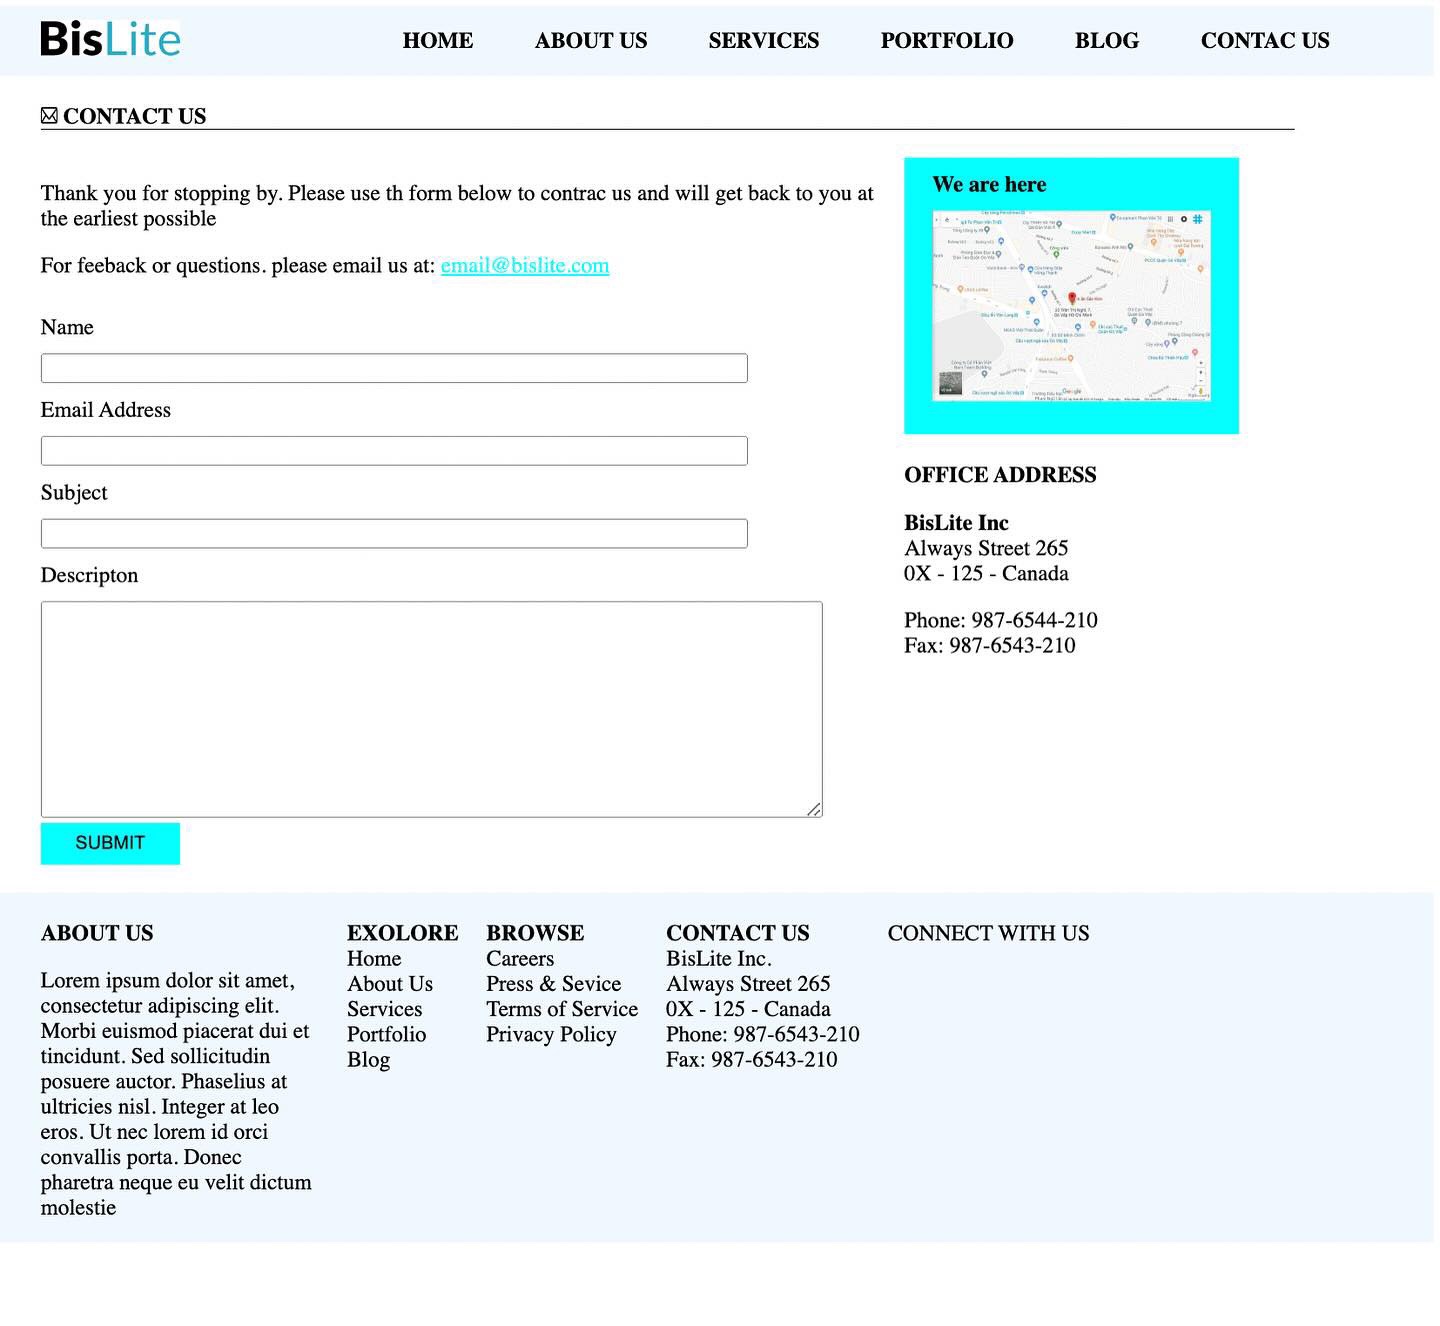 BisLite
HOME ABOUT US SERVICES PORTFOLIO BLOG CONTAC US
CONTACT US
Thank you for stopping by. Please use th form below to contrac us and will get back to you at
the earliest possible
For feeback or questions. please email us at: email@bislite.com
Name
Email Address
Subject
Descripton
SUBMIT
We are here
Google
OFFICE ADDRESS
BisLite Inc
Always Street 265
0X - 125 - Canada
Phone: 987-6544-210
Fax: 987-6543-210
ABOUT US
Lorem ipsum dolor sit amet,
consectetur adipiscing elit.
Morbi euismod piacerat dui et
tincidunt. Sed sollicitudin
posuere auctor. Phaselius at
ultricies nisl. Integer at leo
eros. Ut nec lorem id orci
convallis porta. Donec
pharetra neque eu velit dictum
molestie
EXOLORE
Home
About Us
Services
Portfolio
Blog
BROWSE
Careers
Press & Sevice
Terms of Service
Privacy Policy
CONTACT US
BisLite Inc.
Always Street 265
0X - 125 - Canada
Phone: 987-6543-210
Fax: 987-6543-210
CONNECT WITH US